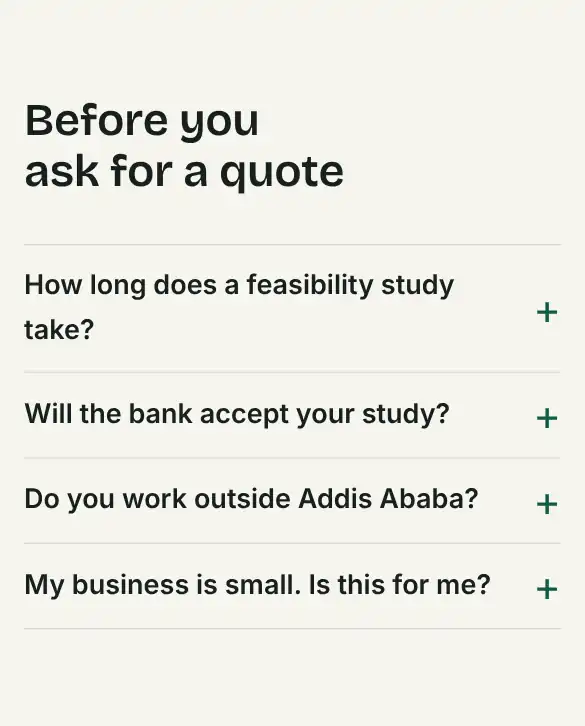 Before you
ask for a quote
How long does a feasibility study
take?
Will the bank accept your study?
Do you work outside Addis Ababa?
My business is small. Is this for me?